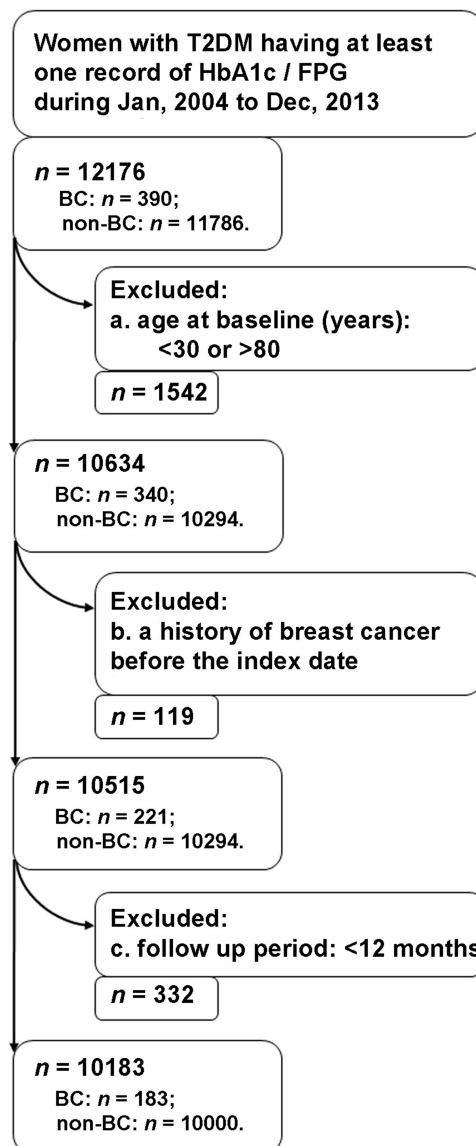 Women with T2DM having at least
one record of HbA1c / FPG
during Jan, 2004 to Dec, 2013
n = 12176
BC: n = 390;
non-BC: n = 11786.
Excluded:
a. age at baseline (years):
<30 or >80
n = 1542
n = 10634
BC: n = 340;
non-BC: n = 10294.
Excluded:
b. a history of breast cancer
before the index date
n = 119
n = 10515
BC: n = 221;
non-BC: n = 10294.
Excluded:
c. follow up period: <12 months
n = 332
n = 10183
BC: n = 183;
non-BC: n = 10000.